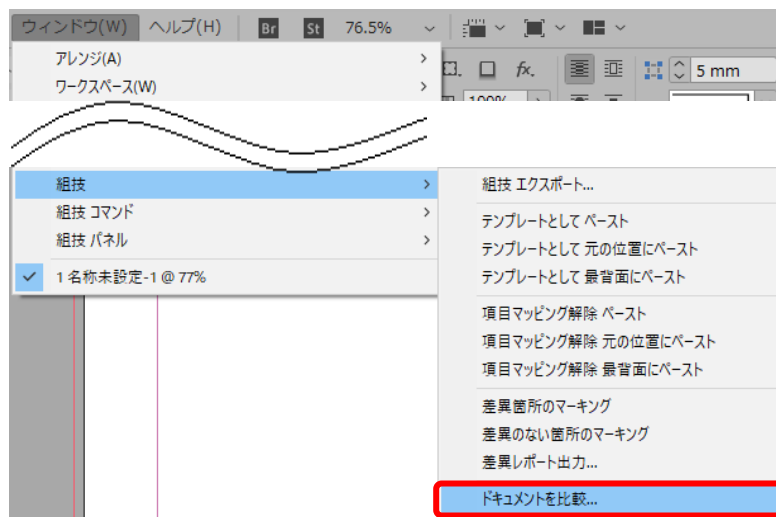 ウィンドウ(W) ヘルプ(H) Br St 76.5%
アレンジ(A)
ワークスペース(W)
fx. 5 mm
100%
組技
組技 コマンド
組技 パネル
1 名称未設定-1 @ 77%
組技 エクスポート...
テンプレートとして ペースト
テンプレートとして 元の位置にペースト
テンプレートとして 最背面にペースト
項目マッピング解除 ペースト
項目マッピング解除 元の位置にペースト
項目マッピング解除 最背面にペースト
差異箇所のマーキング
差異のない箇所のマーキング
差異レポート出力...
ドキュメントを比較...